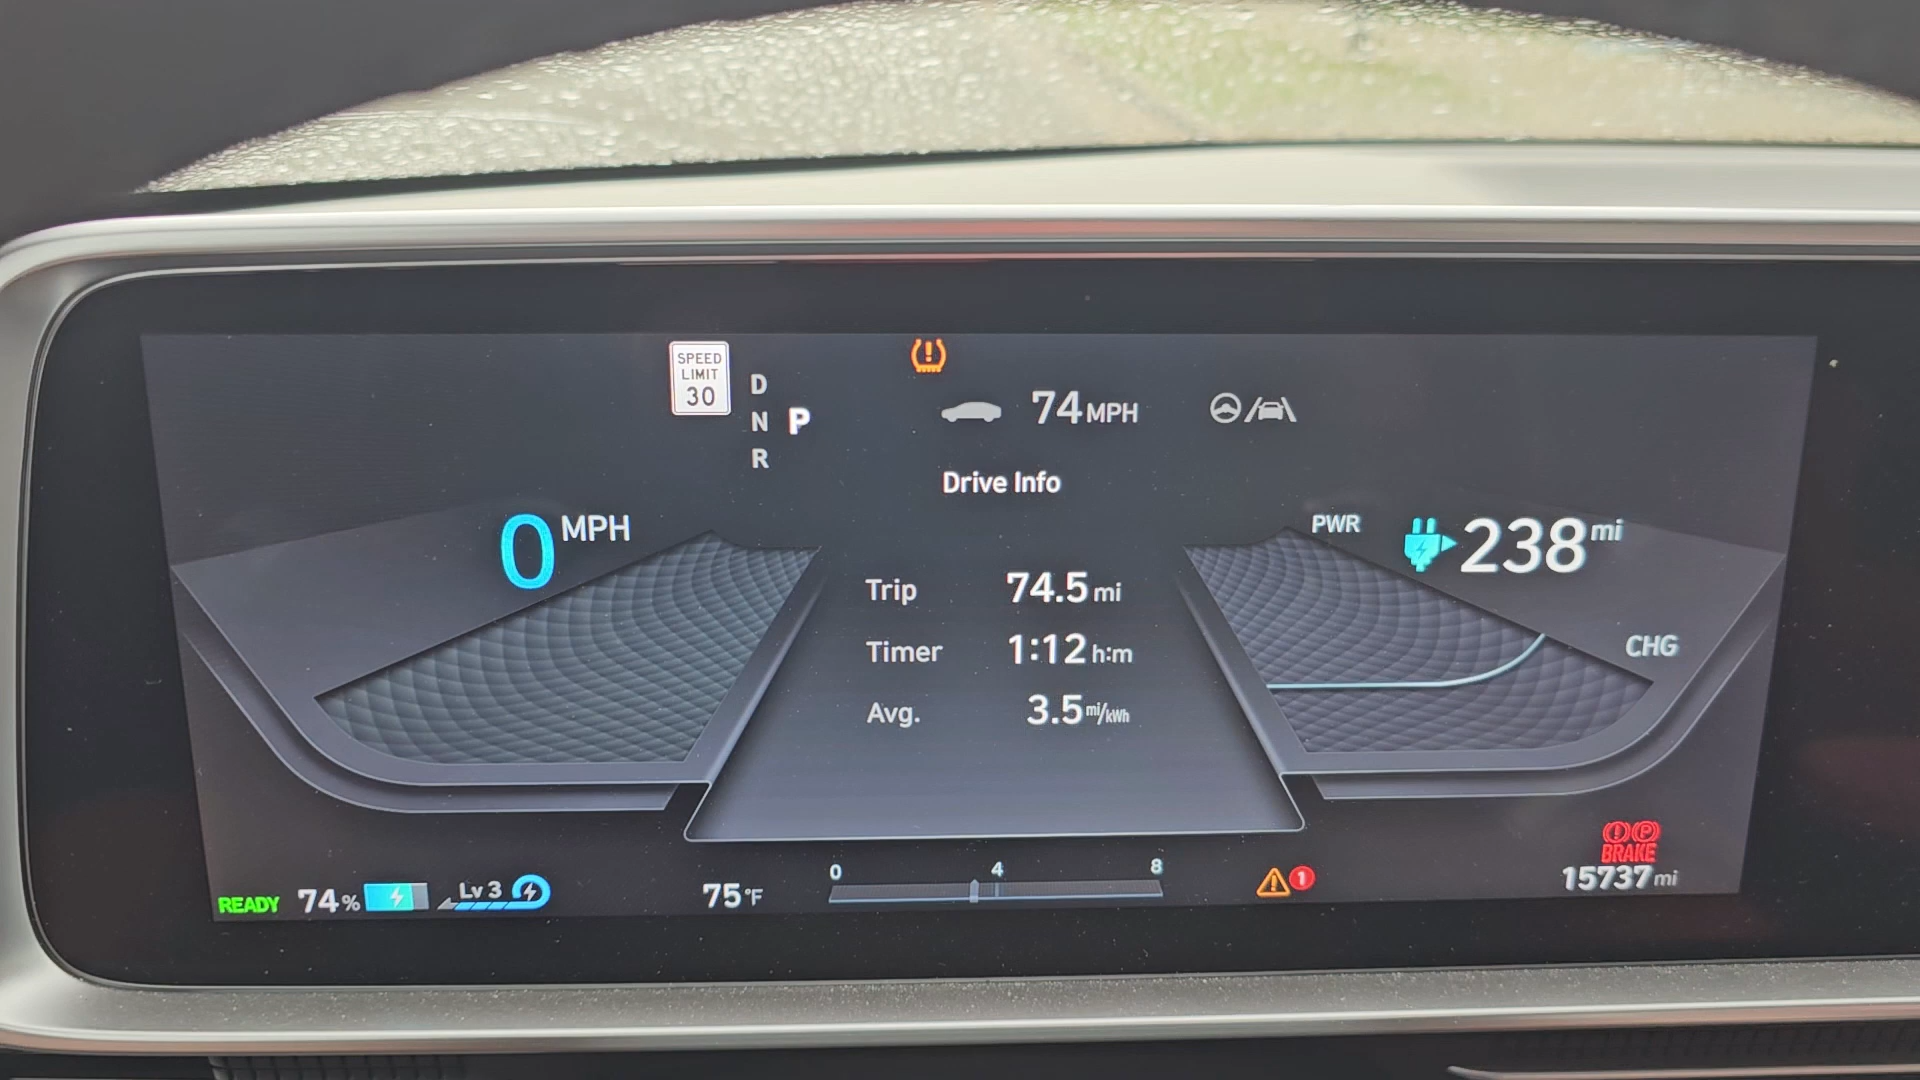 SPEED
LIMIT
30
D
N P
R
74 MPH
Drive Info
0 MPH
PWR
238 mi
CHG
Trip 74.5 mi
Timer 1:12 h:m
Avg. 3.5 mi/kWh
BRAKE
READY 74% Lv 3
75°F
0 4 8
1
15737 mi